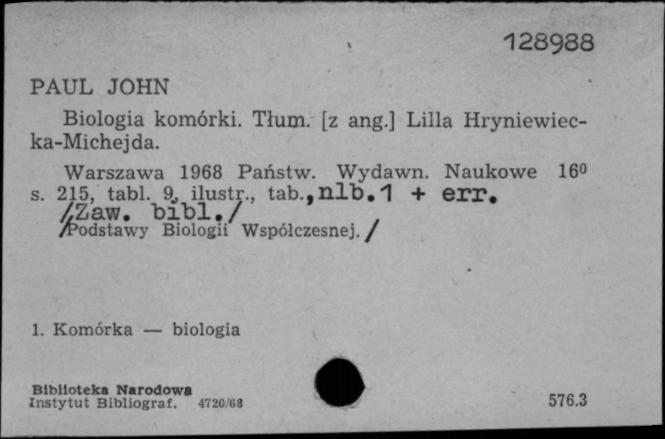 128988
PAUL JOHN
Biologia komórki. Tłum. [z ang.] Lilla Hryniewiec-
ka-Michejda.
Warszawa 1968 Państw. Wydawn. Naukowe 16⁰
s. 215, tabl. 9, ilustr., tab., nlb.1 + err.
/Zaw. bibl./
/Podstawy Biologii Współczesnej./
1. Komórka — biologia
Biblioteka Narodowa
Instytut Bibliograf. 4720/68
576.3